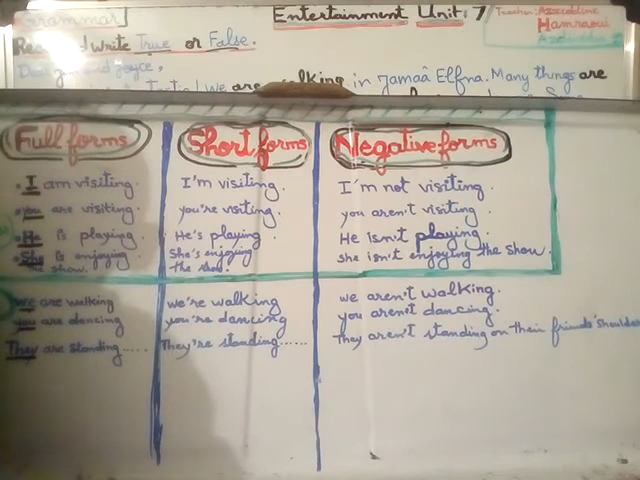 Grammar] Entertainment Unit: 7 Teacher: Azeeddine
Hamraoui
Azeddine
Read and write True or False.
Dear joyce,
we are walking in Jamaâ Elfna. Many things are
Full forms Short forms Negative forms
. I am visiting. I'm visiting. I'm not visiting.
. you are visiting. you're visiting. you aren't visiting.
. He is playing. He's playing. He isn't playing.
. She is enjoying She's enjoying she isn't enjoying the show.
the show. the show.
we are walking we're walking we aren't walking.
you are dancing you're dancing you aren't dancing.
They are standing..... They're standing...... They aren't standing on their friends' shoulders